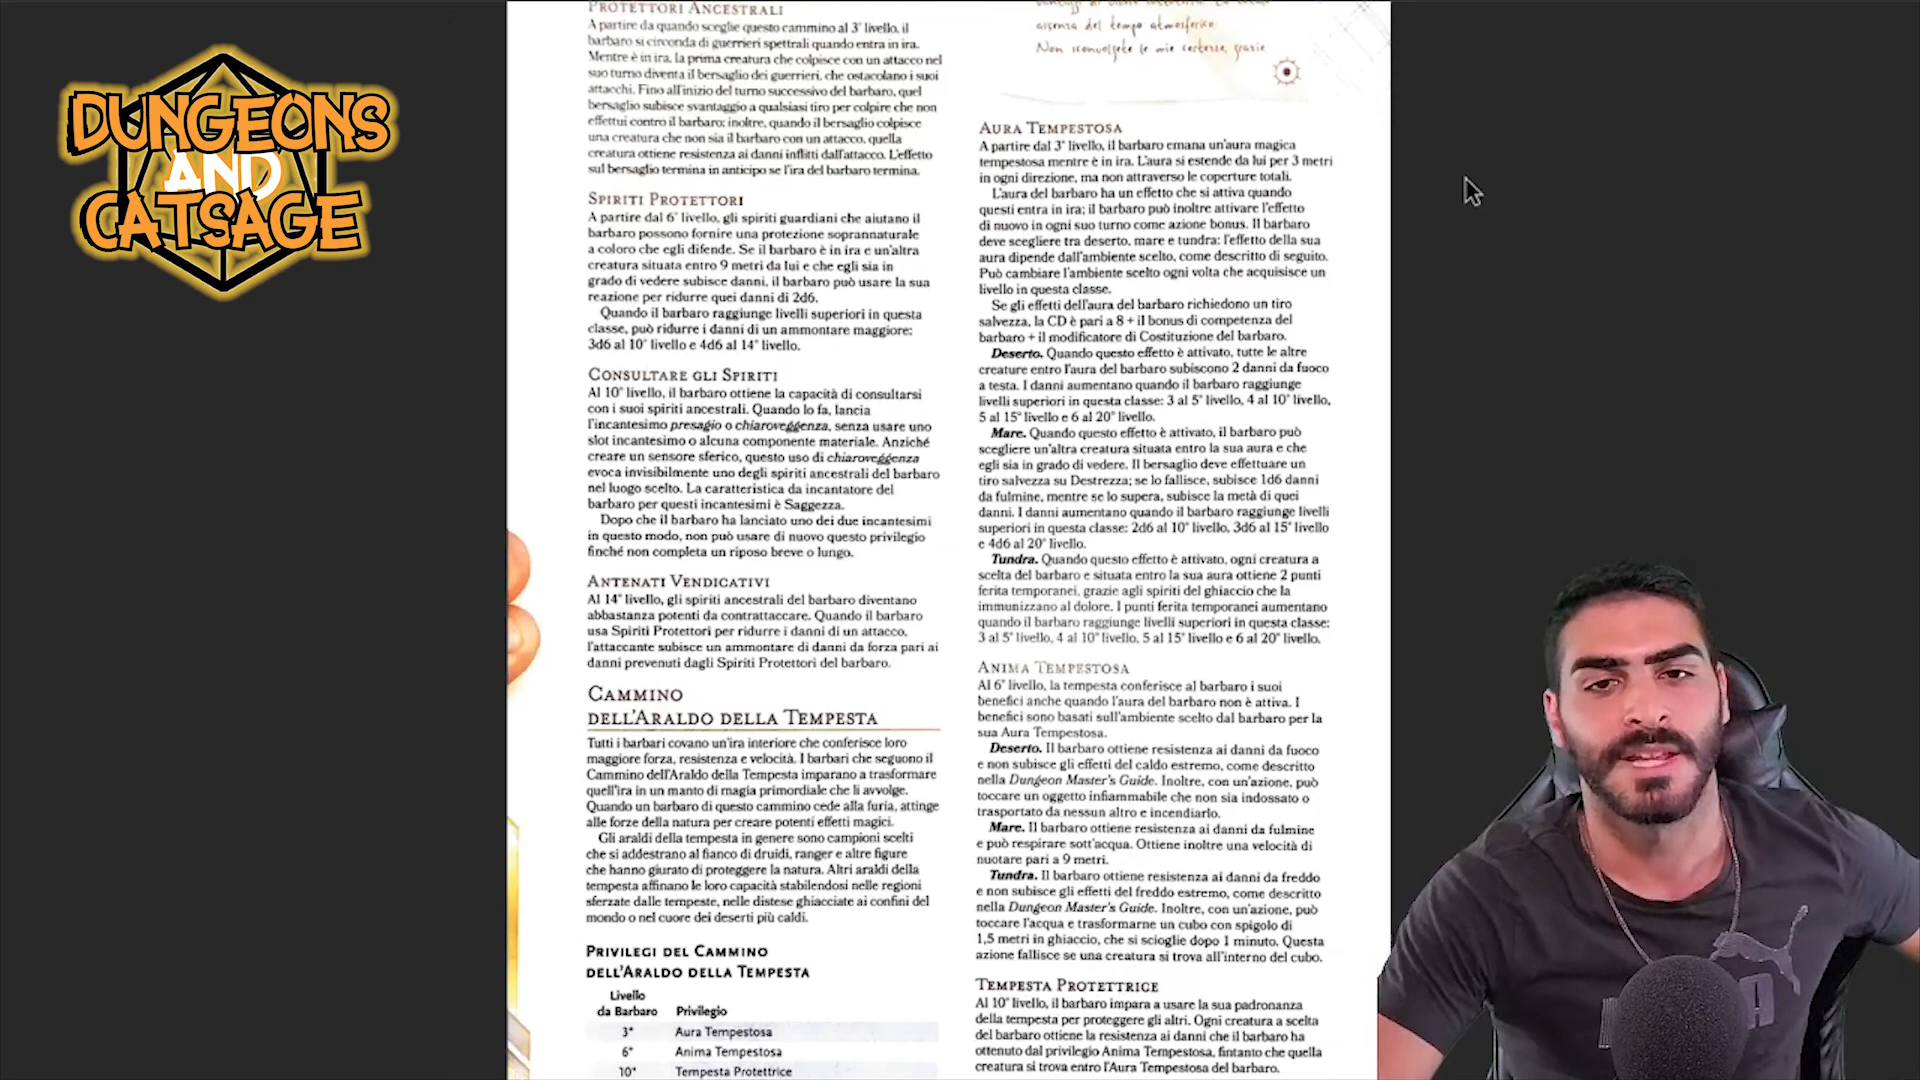 DUNGEONS
AND
CATSAGE
PROTETTORI ANCESTRALI
A partire da quando sceglie questo cammino al 3° livello, il
barbaro si circonda di guerrieri spettrali quando entra in ira.
Mentre è in ira, la prima creatura che colpisce con un attacco nel
suo turno diventa il bersaglio dei guerrieri, che ostacolano i suoi
attacchi. Fino all'inizio del turno successivo del barbaro, quel
bersaglio subisce svantaggio a qualsiasi tiro per colpire che non
effettui contro il barbaro; inoltre, quando il bersaglio colpisce
una creatura che non sia il barbaro con un attacco, quella
creatura ottiene resistenza ai danni inflitti dall'attacco. L'effetto
sul bersaglio termina in anticipo se l'ira del barbaro termina.
SPIRITI PROTETTORI
A partire dal 6° livello, gli spiriti guardiani che aiutano il
barbaro possono fornire una protezione soprannaturale
a coloro che egli difende. Se il barbaro è in ira e un'altra
creatura situata entro 9 metri da lui e che egli sia in
grado di vedere subisce danni, il barbaro può usare la sua
reazione per ridurre quei danni di 2d6.
Quando il barbaro raggiunge livelli superiori in questa
classe, può ridurre i danni di un ammontare maggiore:
3d6 al 10° livello e 4d6 al 14° livello.
CONSULTARE GLI SPIRITI
Al 10° livello, il barbaro ottiene la capacità di consultarsi
con i suoi spiriti ancestrali. Quando lo fa, lancia
l'incantesimo presagio o chiaroveggenza, senza usare uno
slot incantesimo o alcuna componente materiale. Anziché
creare un sensore sferico, questo uso di chiaroveggenza
evoca invisibilmente uno degli spiriti ancestrali del barbaro
nel luogo scelto. La caratteristica da incantatore del
barbaro per questi incantesimi è Saggezza.
Dopo che il barbaro ha lanciato uno dei due incantesimi
in questo modo, non può usare di nuovo questo privilegio
finché non completa un riposo breve o lungo.
ANTENATI VENDICATIVI
Al 14° livello, gli spiriti ancestrali del barbaro diventano
abbastanza potenti da contrattaccare. Quando il barbaro
usa Spiriti Protettori per ridurre i danni di un attacco,
l'attaccante subisce un ammontare di danni da forza pari ai
danni prevenuti dagli Spiriti Protettori del barbaro.
CAMMINO
DELL'ARALDO DELLA TEMPESTA
Tutti i barbari covano un'ira interiore che conferisce loro
maggiore forza, resistenza e velocità. I barbari che seguono il
Cammino dell'Araldo della Tempesta imparano a trasformare
quell'ira in un manto di magia primordiale che li avvolge.
Quando un barbaro di questo cammino cede alla furia, attinge
alle forze della natura per creare potenti effetti magici.
Gli araldi della tempesta in genere sono campioni scelti
che si addestrano al fianco di druidi, ranger e altre figure
che hanno giurato di proteggere la natura. Altri araldi della
tempesta affinano le loro capacità stabilendosi nelle regioni
sferzate dalle tempeste, nelle distese ghiacciate ai confini del
mondo o nel cuore dei deserti più caldi.
PRIVILEGI DEL CAMMINO
DELL'ARALDO DELLA TEMPESTA
Livello
da Barbaro Privilegio
3° Aura Tempestosa
6° Anima Tempestosa
10° Tempesta Protettrice
assenza del tempo atmosferico.
Non sconvolgete le mie certezze, grazie
AURA TEMPESTOSA
A partire dal 3° livello, il barbaro emana un'aura magica
tempestosa mentre è in ira. L'aura si estende da lui per 3 metri
in ogni direzione, ma non attraverso le coperture totali.
L'aura del barbaro ha un effetto che si attiva quando
questi entra in ira; il barbaro può inoltre attivare l'effetto
di nuovo in ogni suo turno come azione bonus. Il barbaro
deve scegliere tra deserto, mare e tundra: l'effetto della sua
aura dipende dall'ambiente scelto, come descritto di seguito.
Può cambiare l'ambiente scelto ogni volta che acquisisce un
livello in questa classe.
Se gli effetti dell'aura del barbaro richiedono un tiro
salvezza, la CD è pari a 8 + il bonus di competenza del
barbaro + il modificatore di Costituzione del barbaro.
Deserto. Quando questo effetto è attivato, tutte le altre
creature entro l'aura del barbaro subiscono 2 danni da fuoco
a testa. I danni aumentano quando il barbaro raggiunge
livelli superiori in questa classe: 3 al 5° livello, 4 al 10° livello,
5 al 15° livello e 6 al 20° livello.
Mare. Quando questo effetto è attivato, il barbaro può
scegliere un'altra creatura situata entro la sua aura e che
egli sia in grado di vedere. Il bersaglio deve effettuare un
tiro salvezza su Destrezza; se lo fallisce, subisce 1d6 danni
da fulmine, mentre se lo supera, subisce la metà di quei
danni. I danni aumentano quando il barbaro raggiunge livelli
superiori in questa classe: 2d6 al 10° livello, 3d6 al 15° livello
e 4d6 al 20° livello.
Tundra. Quando questo effetto è attivato, ogni creatura a
scelta del barbaro e situata entro la sua aura ottiene 2 punti
ferita temporanei, grazie agli spiriti del ghiaccio che la
immunizzano al dolore. I punti ferita temporanei aumentano
quando il barbaro raggiunge livelli superiori in questa classe:
3 al 5° livello, 4 al 10° livello, 5 al 15° livello e 6 al 20° livello.
ANIMA TEMPESTOSA
Al 6° livello, la tempesta conferisce al barbaro i suoi
benefici anche quando l'aura del barbaro non è attiva. I
benefici sono basati sull'ambiente scelto dal barbaro per la
sua Aura Tempestosa.
Deserto. Il barbaro ottiene resistenza ai danni da fuoco
e non subisce gli effetti del caldo estremo, come descritto
nella Dungeon Master's Guide. Inoltre, con un'azione, può
toccare un oggetto infiammabile che non sia indossato o
trasportato da nessun altro e incendiarlo.
Mare. Il barbaro ottiene resistenza ai danni da fulmine
e può respirare sott'acqua. Ottiene inoltre una velocità di
nuotare pari a 9 metri.
Tundra. Il barbaro ottiene resistenza ai danni da freddo
e non subisce gli effetti del freddo estremo, come descritto
nella Dungeon Master's Guide. Inoltre, con un'azione, può
toccare l'acqua e trasformarne un cubo con spigolo di
1,5 metri in ghiaccio, che si scioglie dopo 1 minuto. Questa
azione fallisce se una creatura si trova all'interno del cubo.
TEMPESTA PROTETTRICE
Al 10° livello, il barbaro impara a usare la sua padronanza
della tempesta per proteggere gli altri. Ogni creatura a scelta
del barbaro ottiene la resistenza ai danni che il barbaro ha
ottenuto dal privilegio Anima Tempestosa, fintanto che quella
creatura si trova entro l'Aura Tempestosa del barbaro.